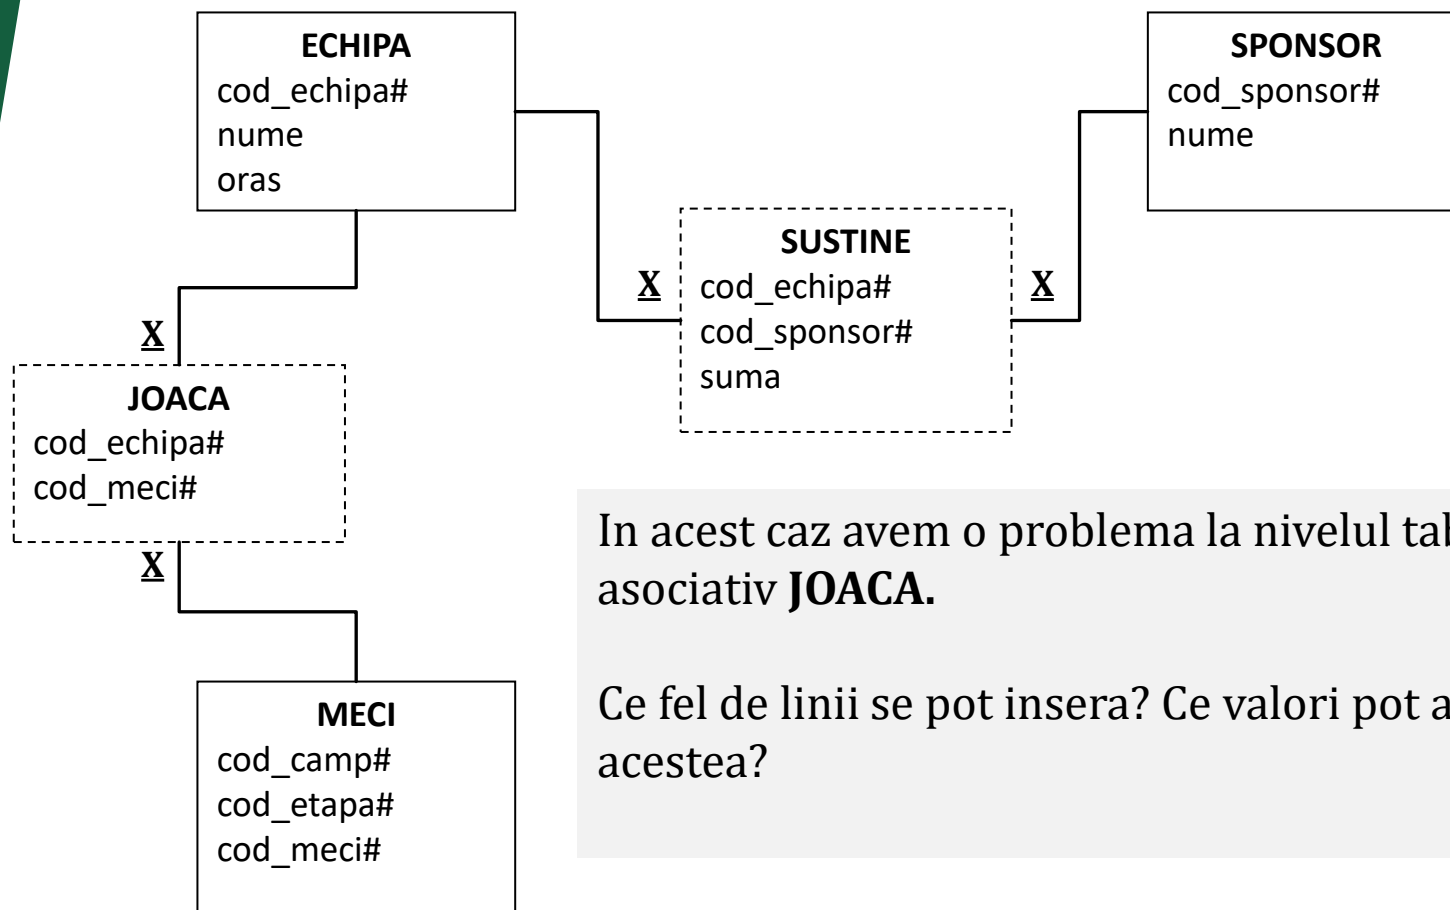 ECHIPA
cod_echipa#
nume
oras
SPONSOR
cod_sponsor#
nume
SUSTINE
cod_echipa#
cod_sponsor#
suma
X
X
X
JOACA
cod_echipa#
cod_meci#
X
In acest caz avem o problema la nivelul
asociativ JOACA.
Ce fel de linii se pot insera? Ce valori pot
acestea?
MECI
cod_camp#
cod_etapa#
cod_meci#